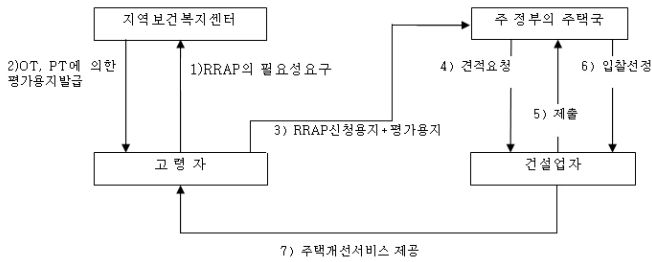 지역보건복지센터
주 정부의 주택국
2)OT, PT에 의한
평가용지발급
1)RRAP의 필요성요구
4) 견적요청
6) 입찰선정
5) 제출
3) RRAP신청용지+평가용지
고 령 자
건설업자
7) 주택개선서비스 제공